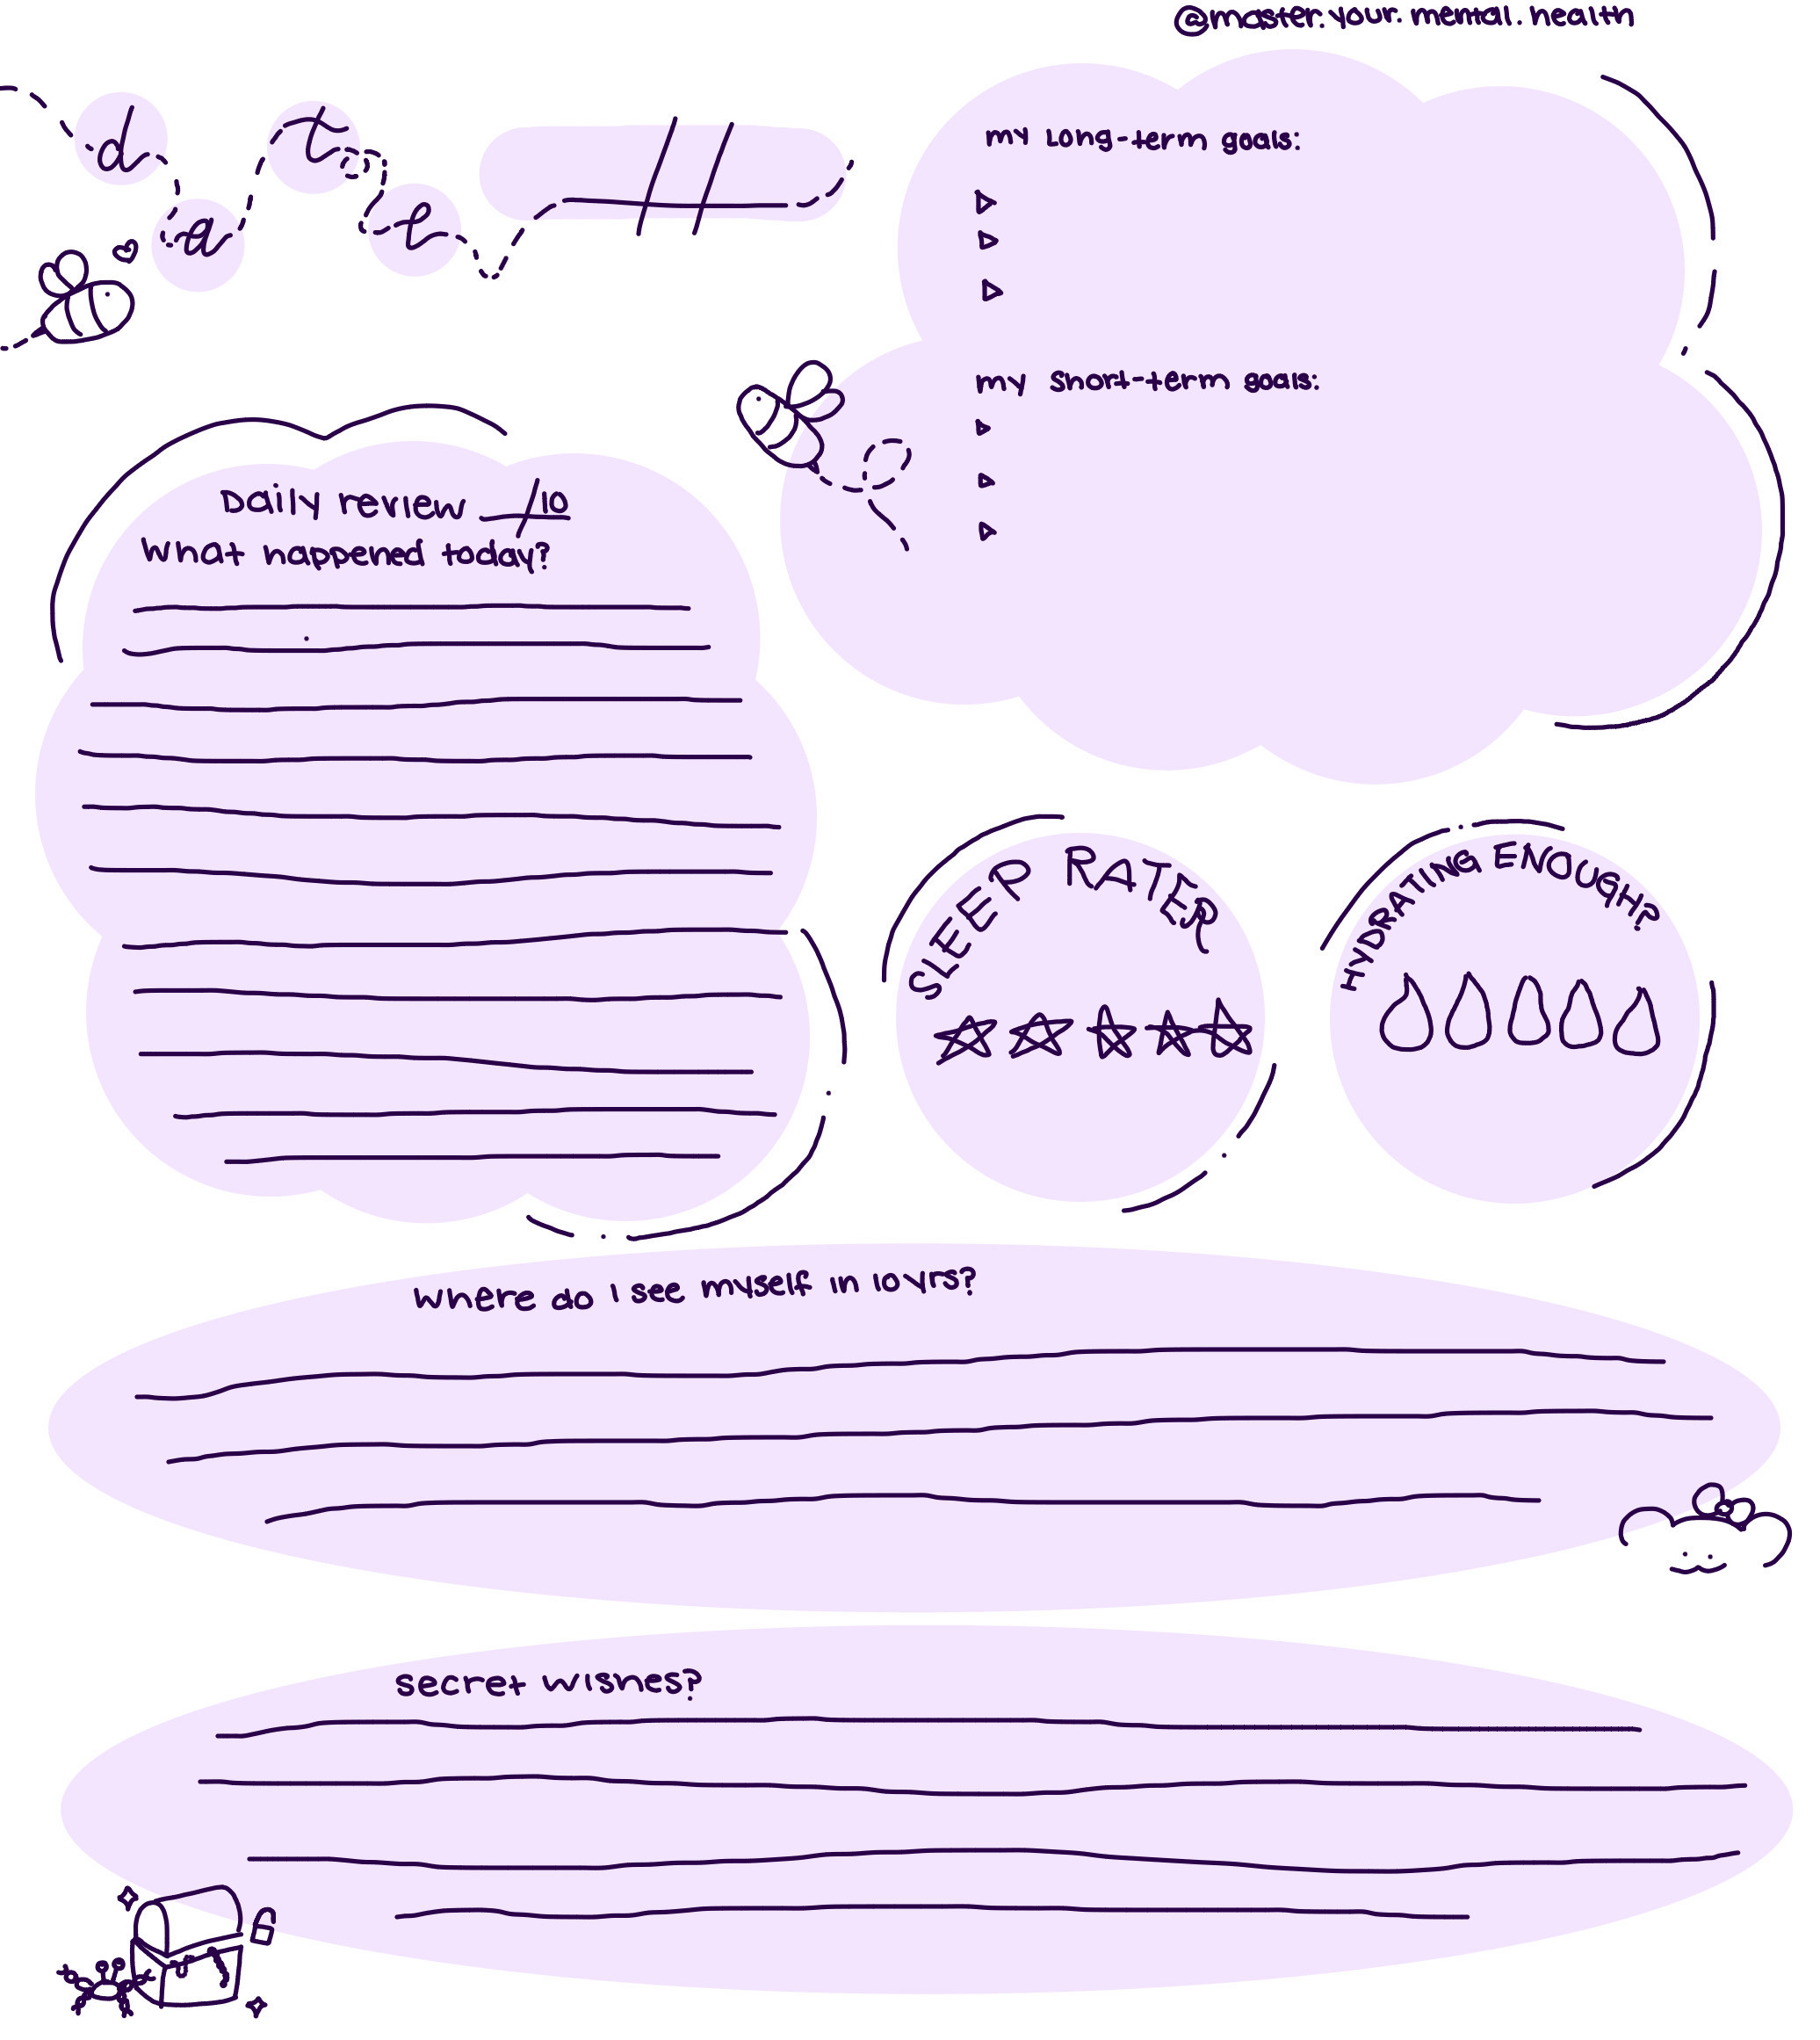 @master.your.mental.health
date //
my long-term goals:
my short-term goals:
Daily review /10
What happened today?
SLEEP RATER
HYDRATING ENOUGH?
Where do I see myself in 10yrs?
secret wishes?